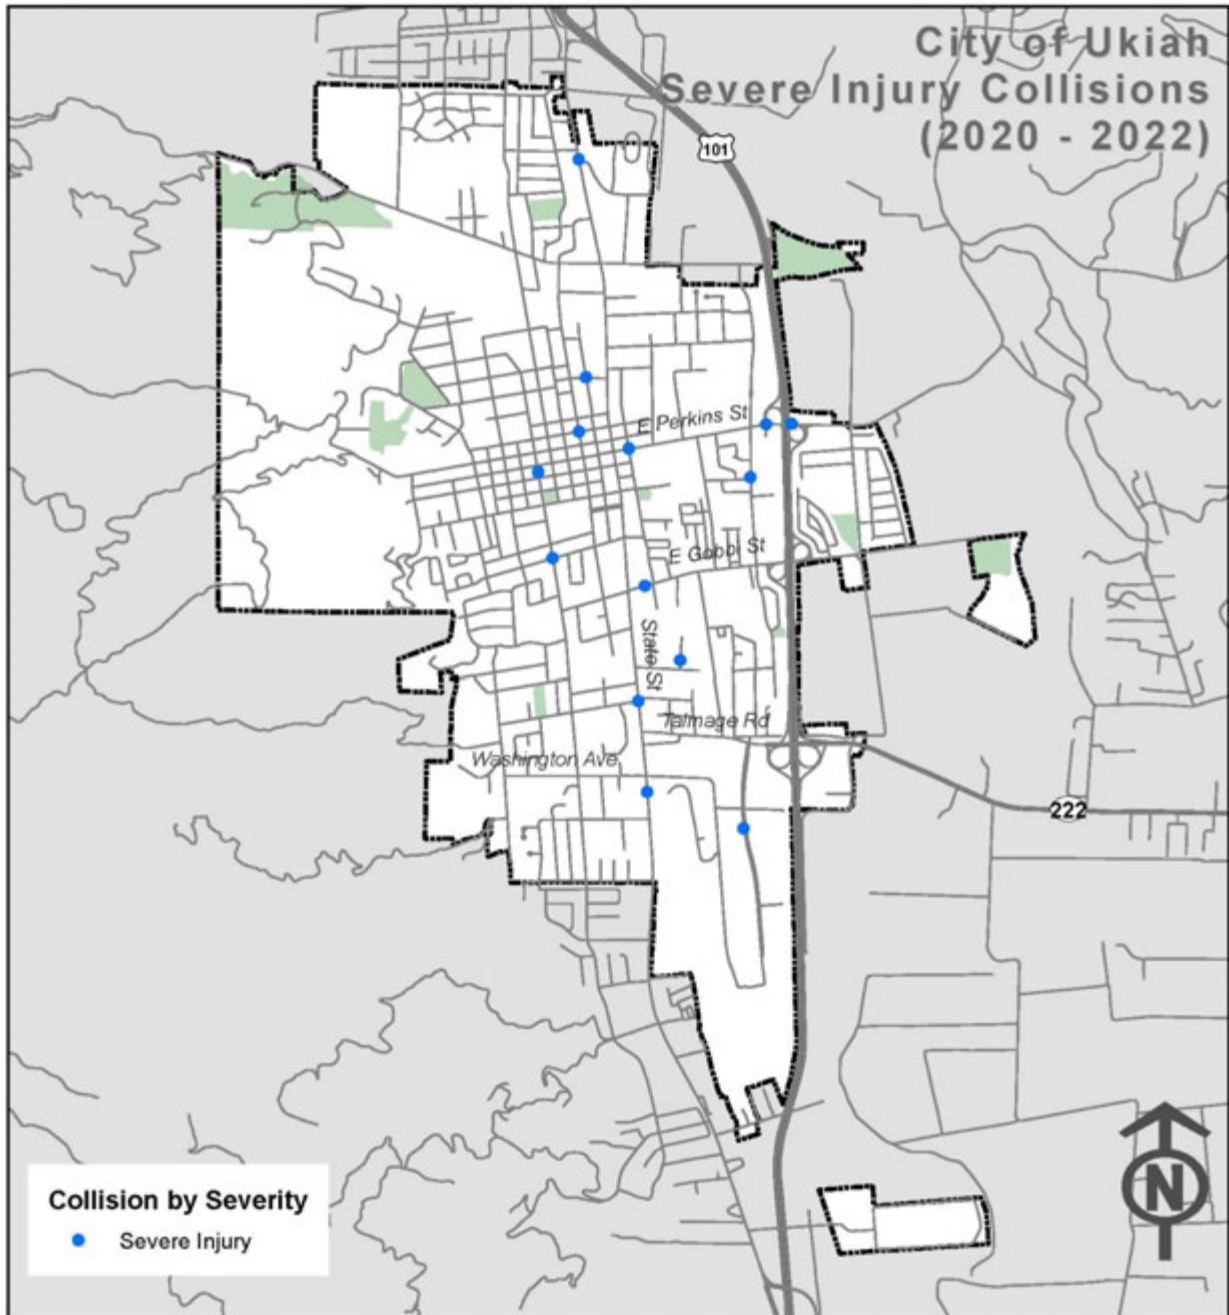 City of Ukiah
Severe Injury Collisions
(2020 - 2022)
101
E Perkins St
E Gobbi St
State St
Talmage Rd
Washington Ave
222
N
Collision by Severity
Severe Injury